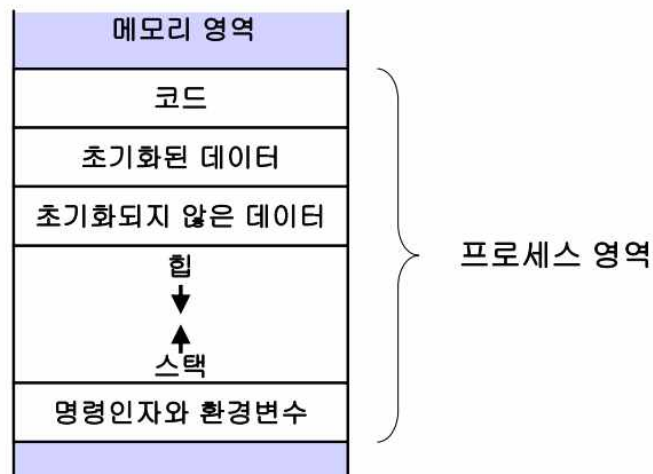 메모리 영역
코드
초기화된 데이터
초기화되지 않은 데이터
힙
스택
명령인자와 환경변수
프로세스 영역